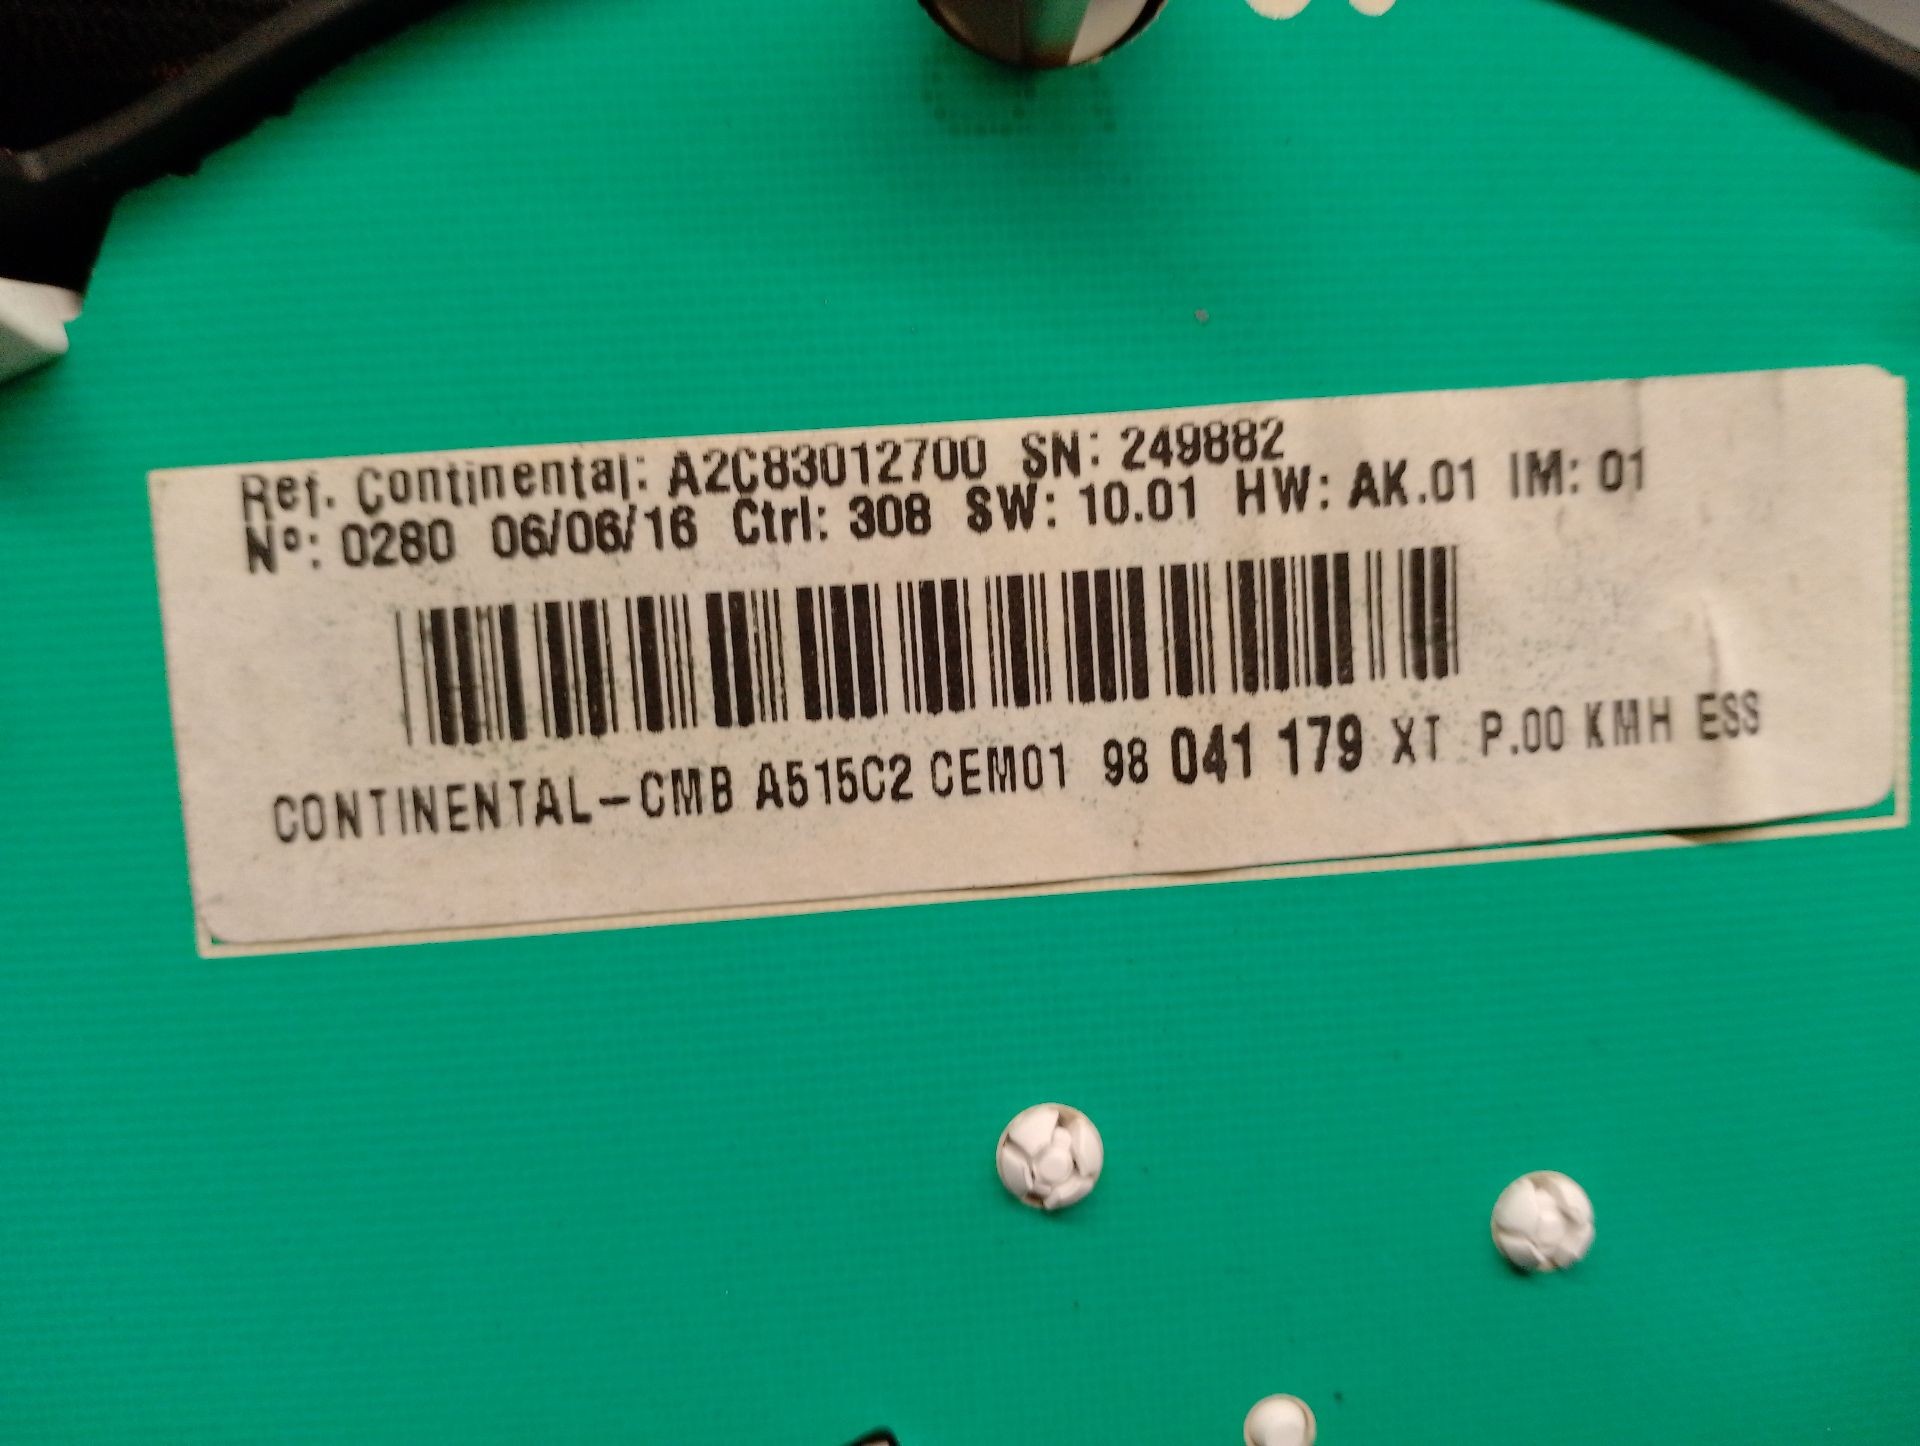 Ref. Continental: A2C83012700 SN: 249882
Nº: 0280 06/06/16 Ctrl: 308 SW: 10.01 HW: AK.01 IM: 01
CONTINENTAL-CMB A515C2 CEM01 98 041 179 XT P.00 KMH ESS